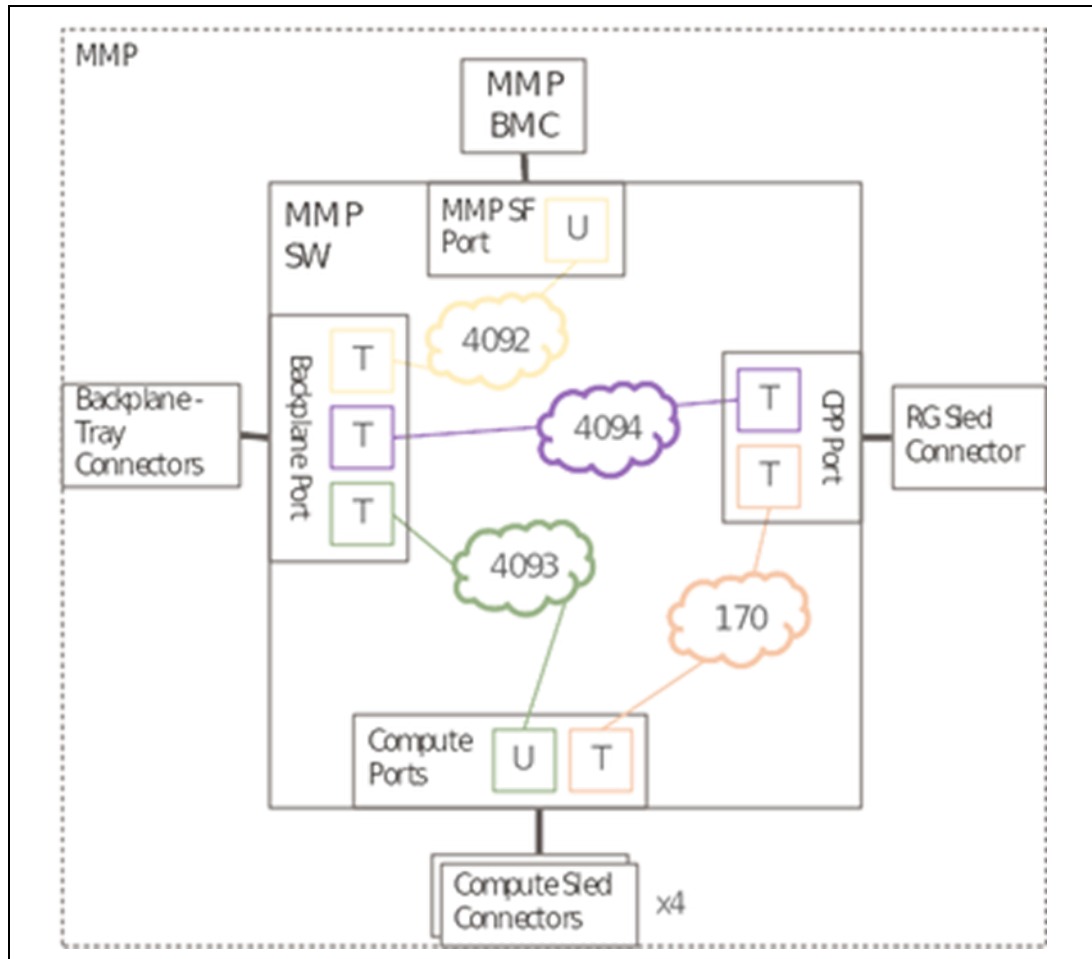 MMP
MMP
BMC
MMP
SW
MMP SF
Port
U
4092
Backplane Port
T
T
T
4094
T
T
CPP Port
Backplane-
Tray
Connectors
RG Sled
Connector
4093
170
Compute
Ports
U
T
Compute Sled
Connectors
x4